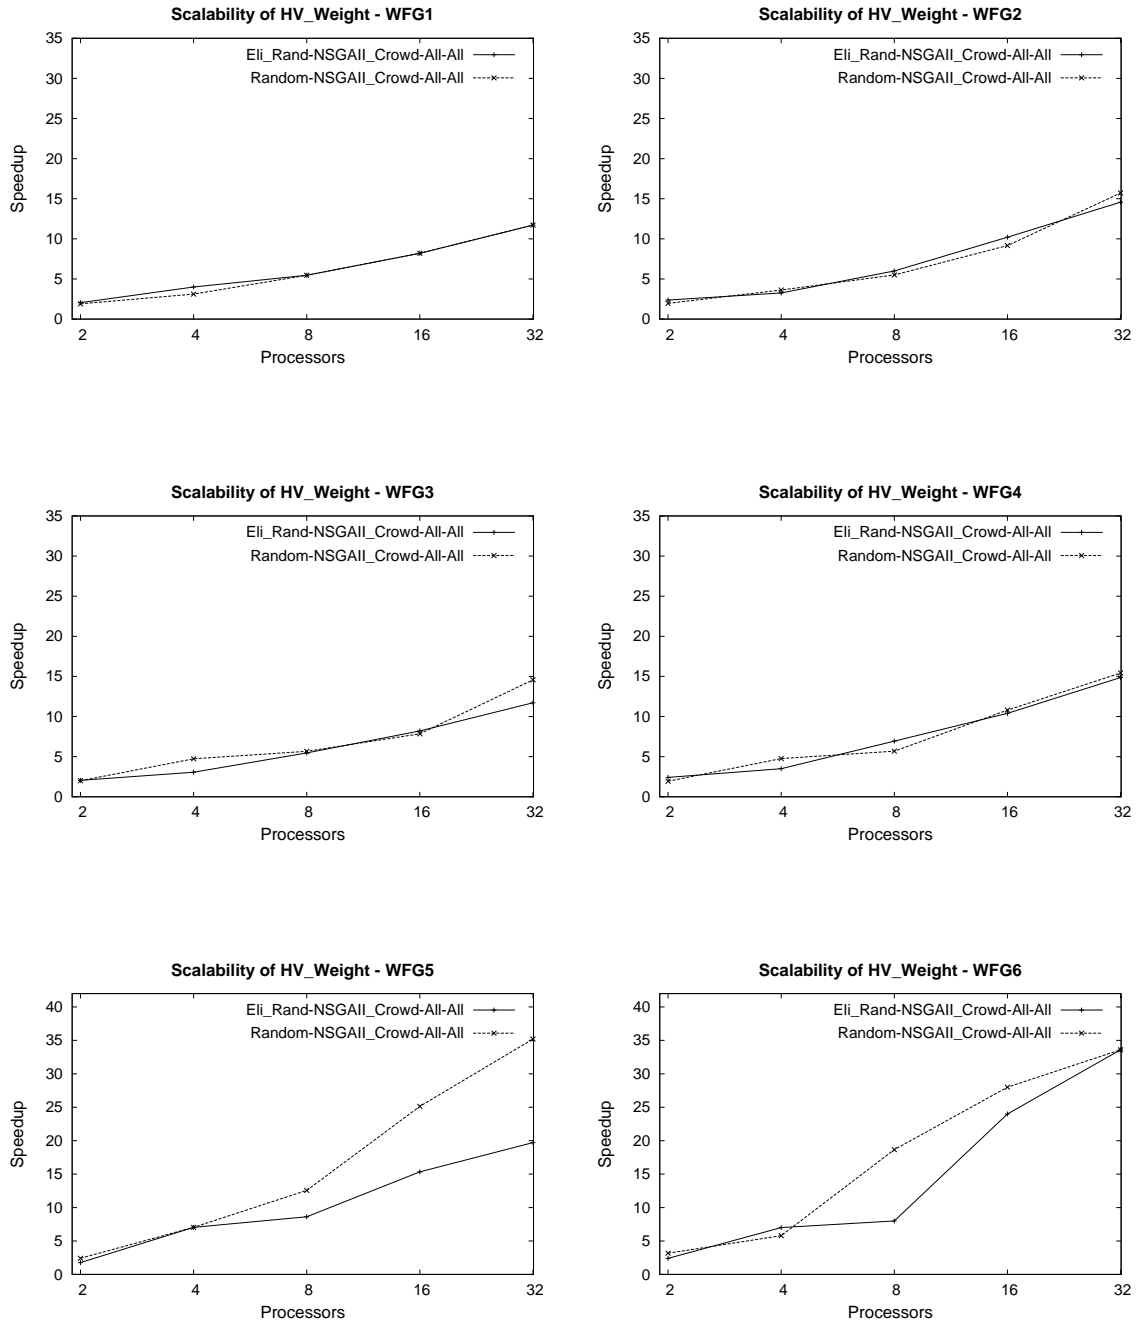 Scalability of HV_Weight - WFG1
Eli_Rand-NSGAII_Crowd-All-All
Random-NSGAII_Crowd-All-All
35
30
25
20
15
10
5
0
Speedup
2 4 8 16 32
Processors
Scalability of HV_Weight - WFG2
Eli_Rand-NSGAII_Crowd-All-All
Random-NSGAII_Crowd-All-All
35
30
25
20
15
10
5
0
Speedup
2 4 8 16 32
Processors
Scalability of HV_Weight - WFG3
Eli_Rand-NSGAII_Crowd-All-All
Random-NSGAII_Crowd-All-All
35
30
25
20
15
10
5
0
Speedup
2 4 8 16 32
Processors
Scalability of HV_Weight - WFG4
Eli_Rand-NSGAII_Crowd-All-All
Random-NSGAII_Crowd-All-All
35
30
25
20
15
10
5
0
Speedup
2 4 8 16 32
Processors
Scalability of HV_Weight - WFG5
Eli_Rand-NSGAII_Crowd-All-All
Random-NSGAII_Crowd-All-All
40
35
30
25
20
15
10
5
0
Speedup
2 4 8 16 32
Processors
Scalability of HV_Weight - WFG6
Eli_Rand-NSGAII_Crowd-All-All
Random-NSGAII_Crowd-All-All
40
35
30
25
20
15
10
5
0
Speedup
2 4 8 16 32
Processors